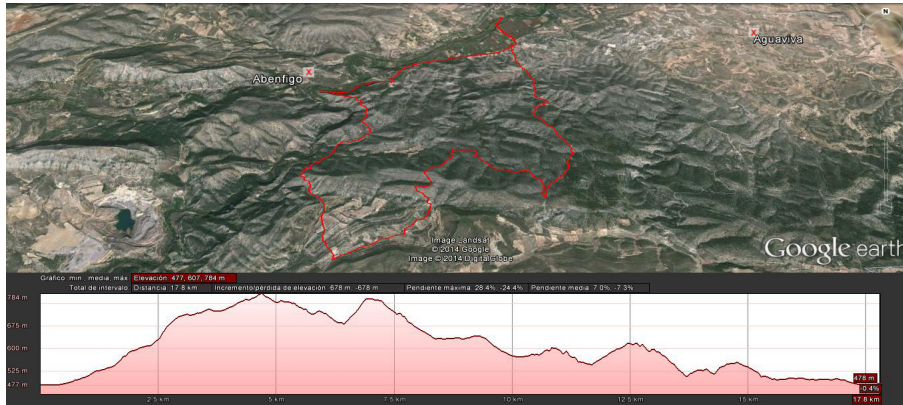 N
Aguaviva
X
Abenfigo X
Image Landsat
© 2014 Google
Image © 2014 DigitalGlobe
Google earth
Gráfico: min., media, máx. Elevación: 477, 607, 784 m
Total de intervalo: Distancia: 17.8 km Incremento/pérdida de elevación: 678 m, -678 m Pendiente máxima: 28.4%, -24.4% Pendiente media: 7.0%, -7.3%
784 m
675 m
600 m
525 m
477 m
478 m
-0.4%
2.5 km 5 km 7.5 km 10 km 12.5 km 15 km 17.8 km